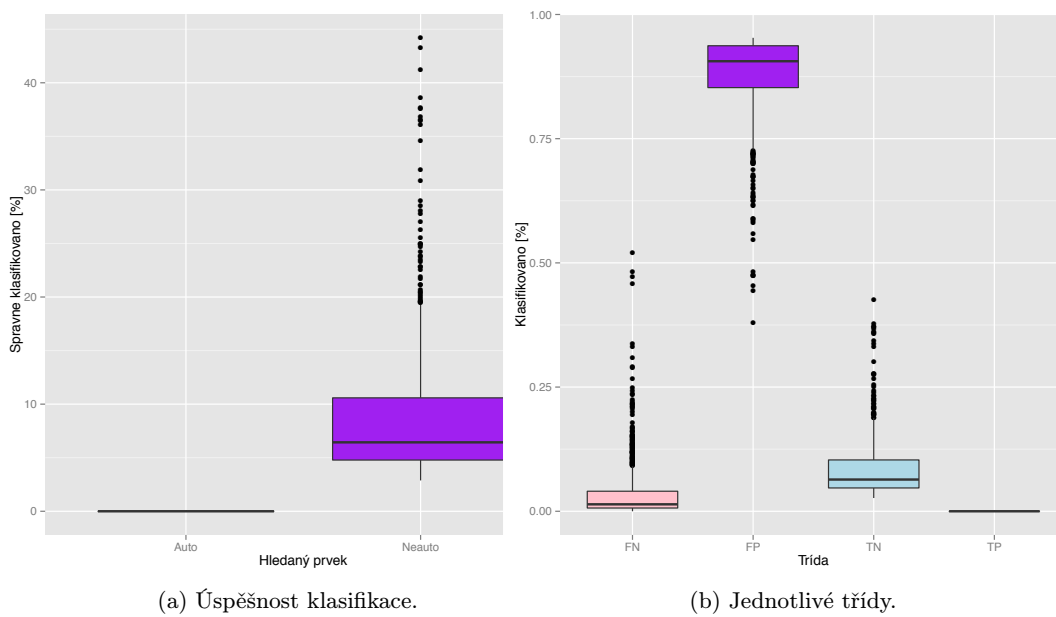 40
30
20
10
0
Spravne klasifikovano [%]
Auto
Neauto
Hledaný prvek
(a) Úspěšnost klasifikace.
1.00
0.75
0.50
0.25
0.00
Klasifikovano [%]
FN
FP
TN
TP
Trída
(b) Jednotlivé třídy.